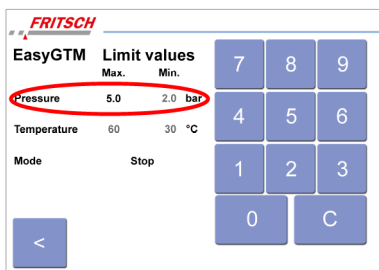 FRITSCH
EasyGTM Limit values
Max. Min.
Pressure 5.0 2.0 bar
Temperature 60 30 °C
Mode Stop
7 8 9
4 5 6
1 2 3
0 C
<